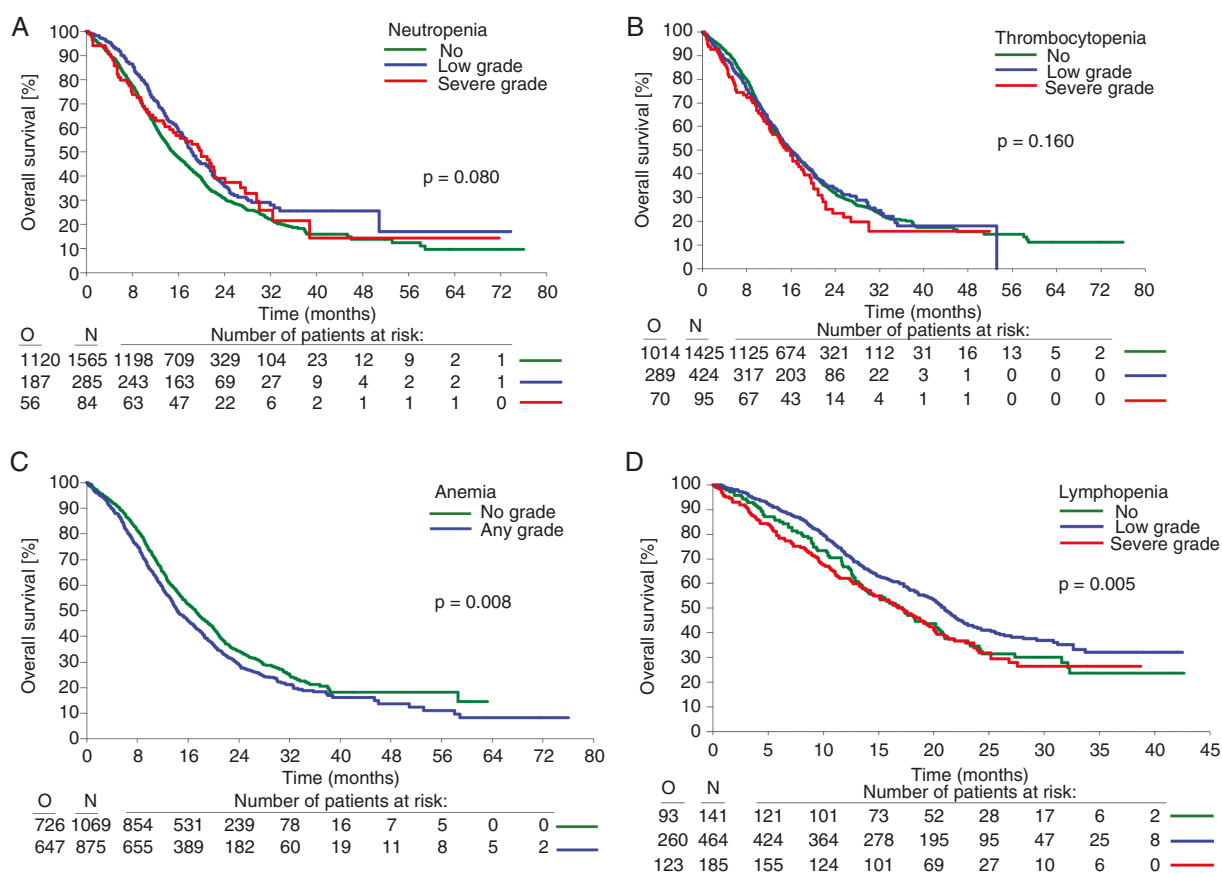 A
Neutropenia
No
Low grade
Severe grade
p = 0.080
Overall survival [%]
100
90
80
70
60
50
40
30
20
10
0
0 8 16 24 32 40 48 56 64 72 80
Time (months)
O N Number of patients at risk:
1120 1565 1198 709 329 104 23 12 9 2 1
187 285 243 163 69 27 9 4 2 2 1
56 84 63 47 22 6 2 1 1 1 0
B
Thrombocytopenia
No
Low grade
Severe grade
p = 0.160
Overall survival [%]
100
90
80
70
60
50
40
30
20
10
0
0 8 16 24 32 40 48 56 64 72 80
Time (months)
O N Number of patients at risk:
1014 1425 1125 674 321 112 31 16 13 5 2
289 424 317 203 86 22 3 1 0 0 0
70 95 67 43 14 4 1 1 0 0 0
C
Anemia
No grade
Any grade
p = 0.008
Overall survival [%]
100
90
80
70
60
50
40
30
20
10
0
0 8 16 24 32 40 48 56 64 72 80
Time (months)
O N Number of patients at risk:
726 1069 854 531 239 78 16 7 5 0 0
647 875 655 389 182 60 19 11 8 5 2
D
Lymphopenia
No
Low grade
Severe grade
p = 0.005
Overall survival [%]
100
90
80
70
60
50
40
30
20
10
0
0 5 10 15 20 25 30 35 40 45
Time (months)
O N Number of patients at risk:
93 141 121 101 73 52 28 17 6 2
260 464 424 364 278 195 95 47 25 8
123 185 155 124 101 69 27 10 6 0